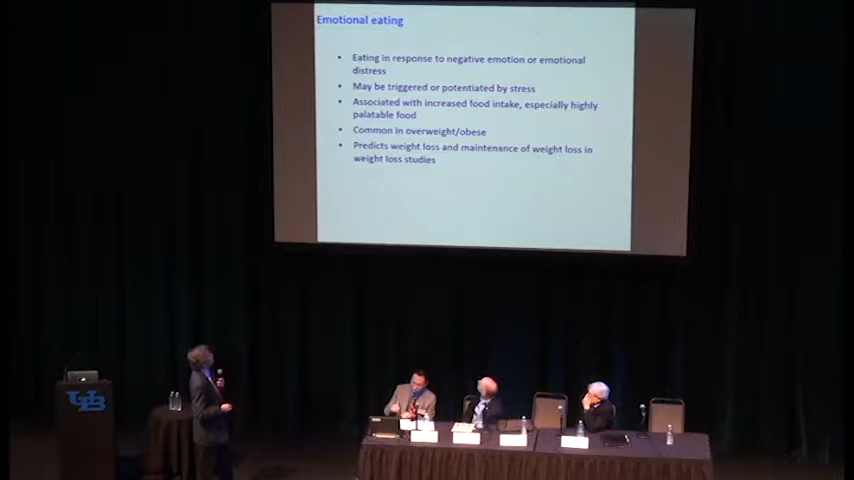 Emotional eating
• Eating in response to negative emotion or emotional
distress
• May be triggered or potentiated by stress
• Associated with increased food intake, especially highly
palatable food
• Common in overweight/obese
• Predicts weight loss and maintenance of weight loss in
weight loss studies
UB